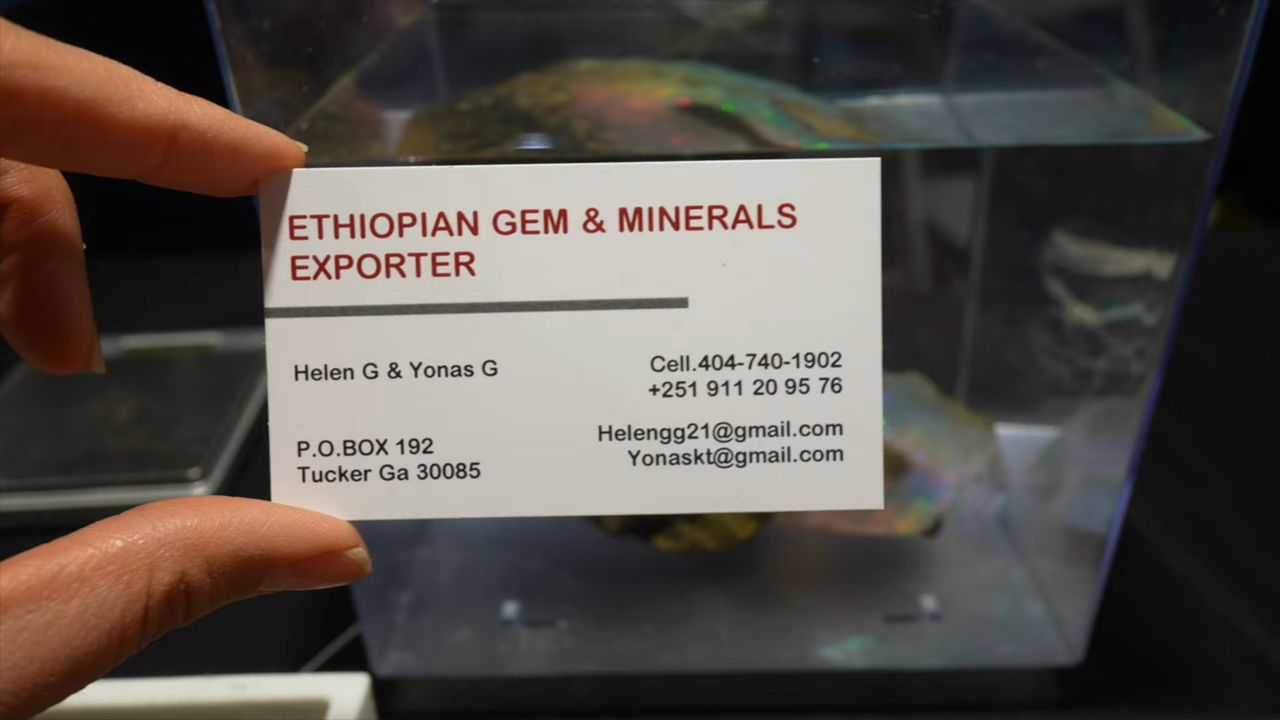 ETHIOPIAN GEM & MINERALS
EXPORTER
Helen G & Yonas G
Cell.404-740-1902
+251 911 20 95 76
P.O.BOX 192
Tucker Ga 30085
Helengg21@gmail.com
Yonaskt@gmail.com